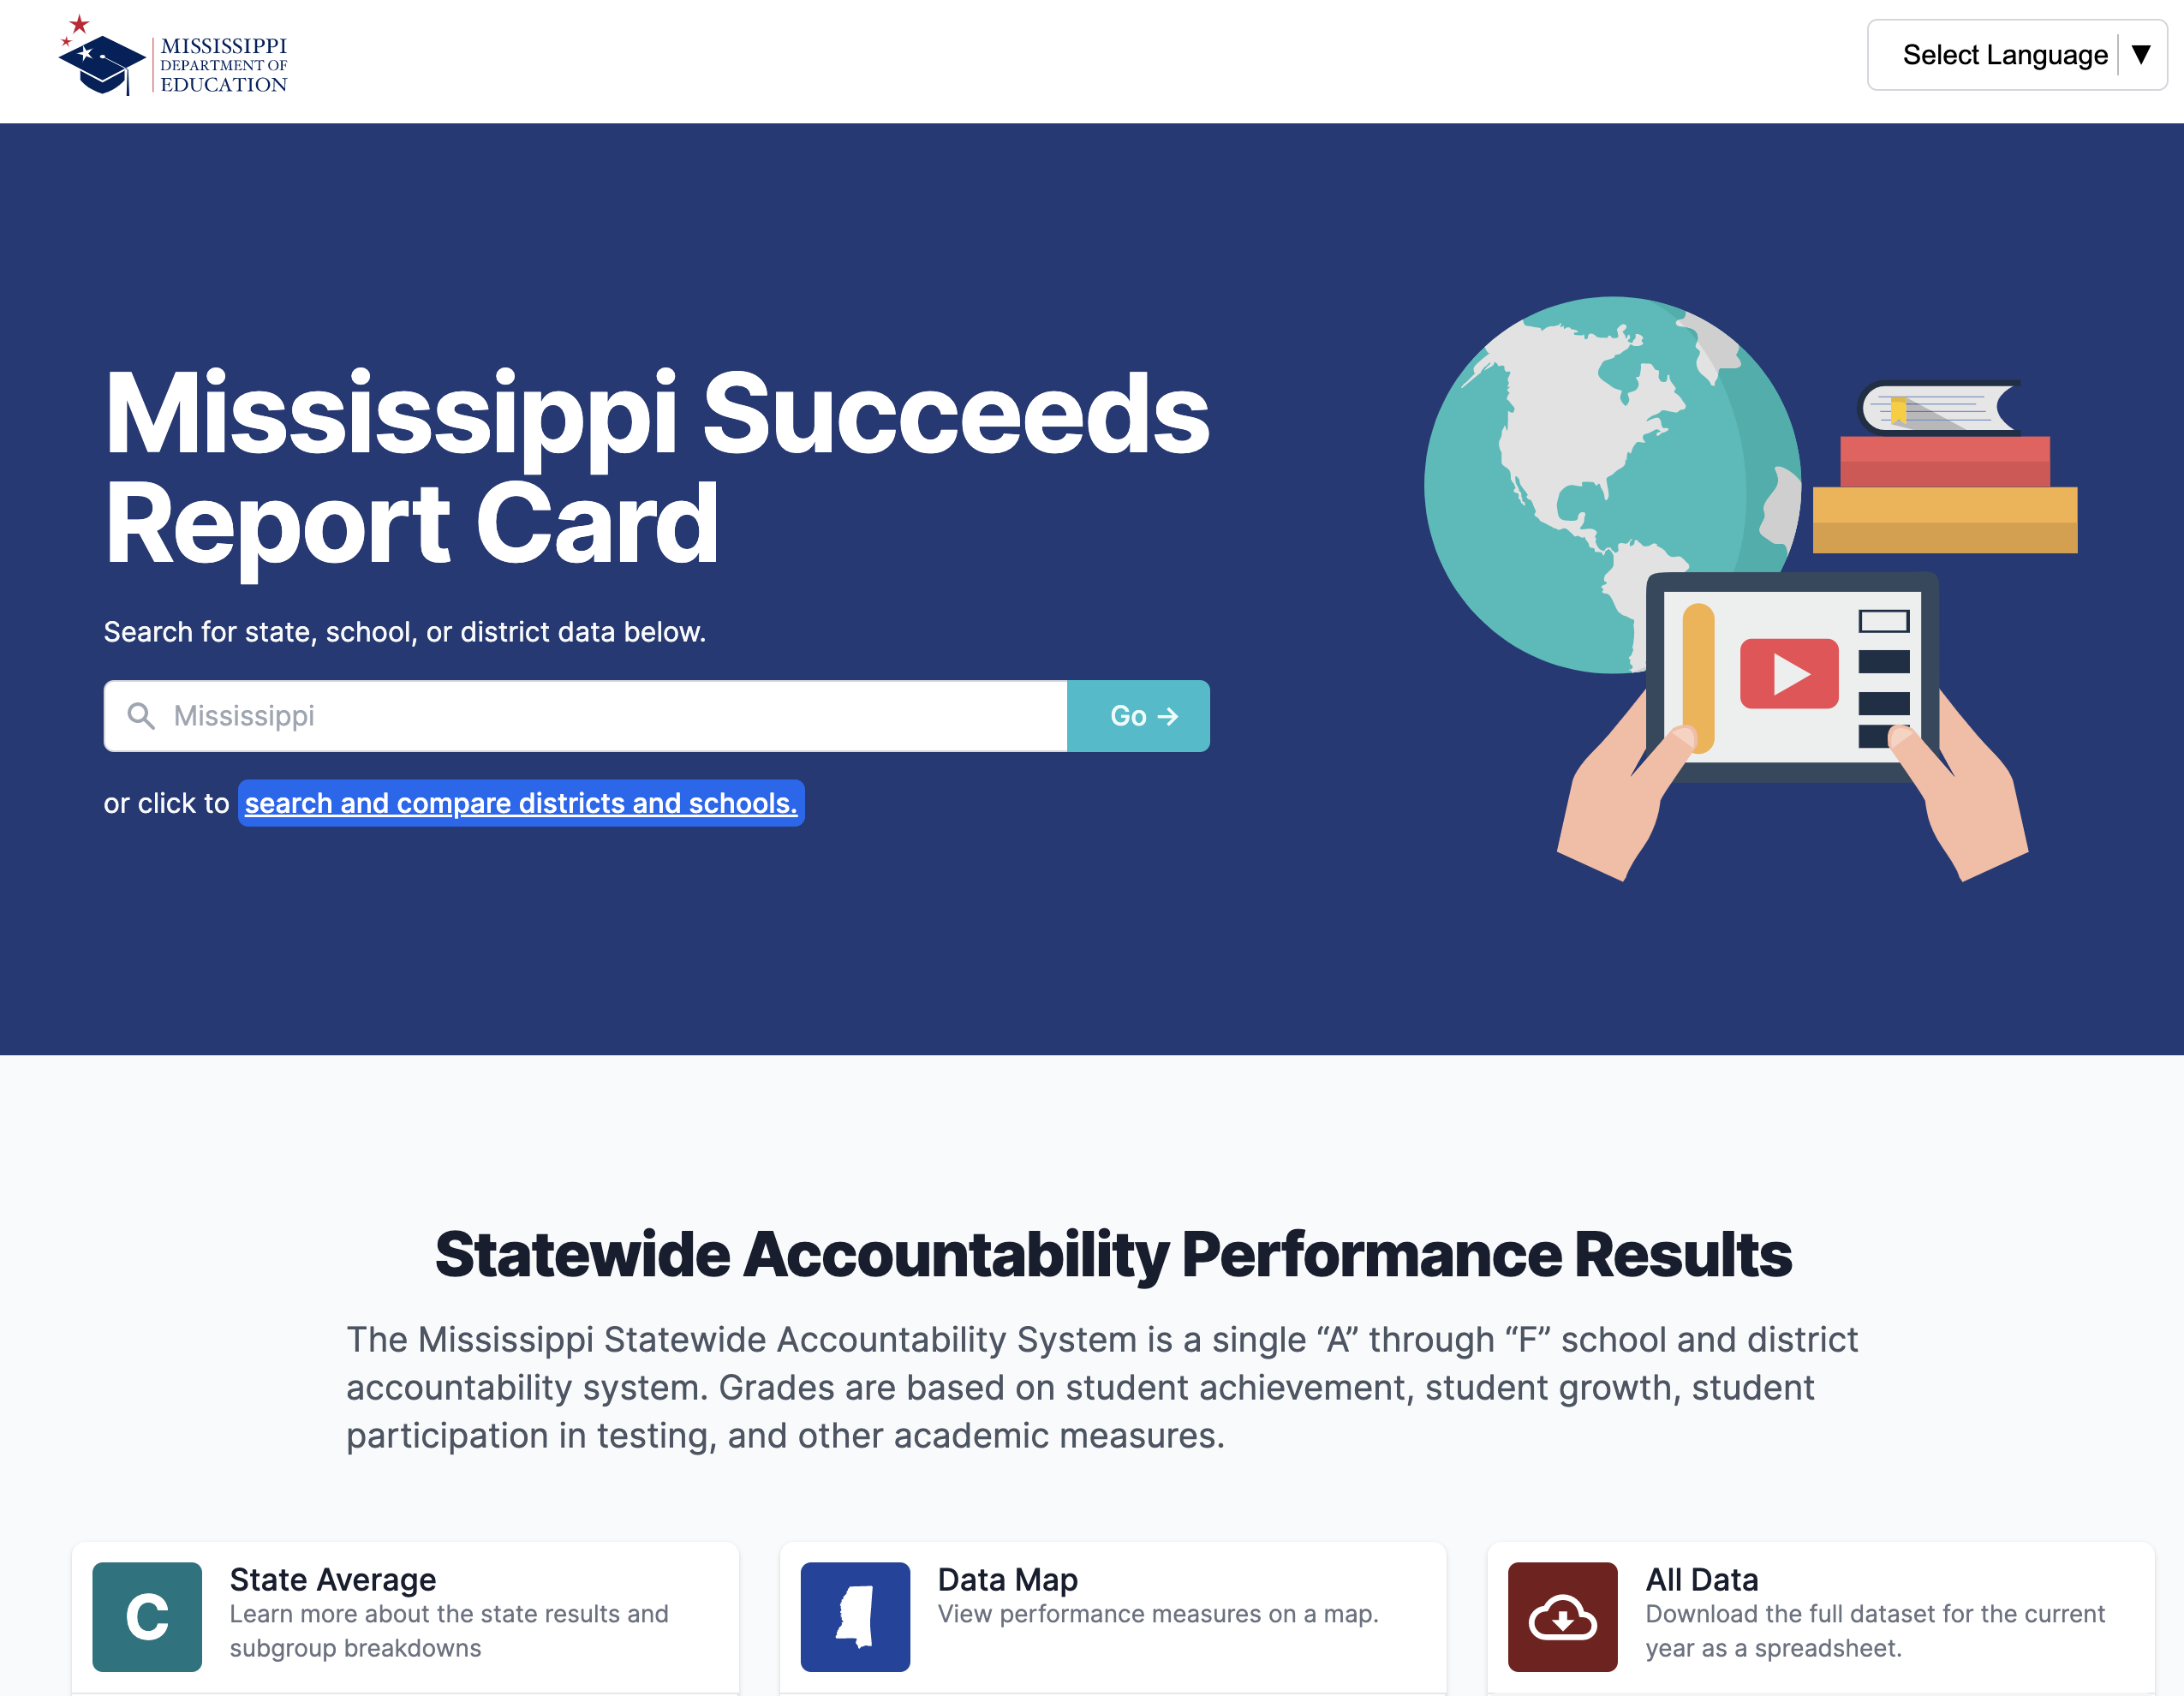 MISSISSIPPI
DEPARTMENT OF
EDUCATION
Select Language
Mississippi Succeeds
Report Card
Search for state, school, or district data below.
Mississippi
Go →
or click to search and compare districts and schools.
Statewide Accountability Performance Results
The Mississippi Statewide Accountability System is a single “A” through “F” school and district
accountability system. Grades are based on student achievement, student growth, student
participation in testing, and other academic measures.
C
State Average
Learn more about the state results and
subgroup breakdowns
Data Map
View performance measures on a map.
All Data
Download the full dataset for the current
year as a spreadsheet.